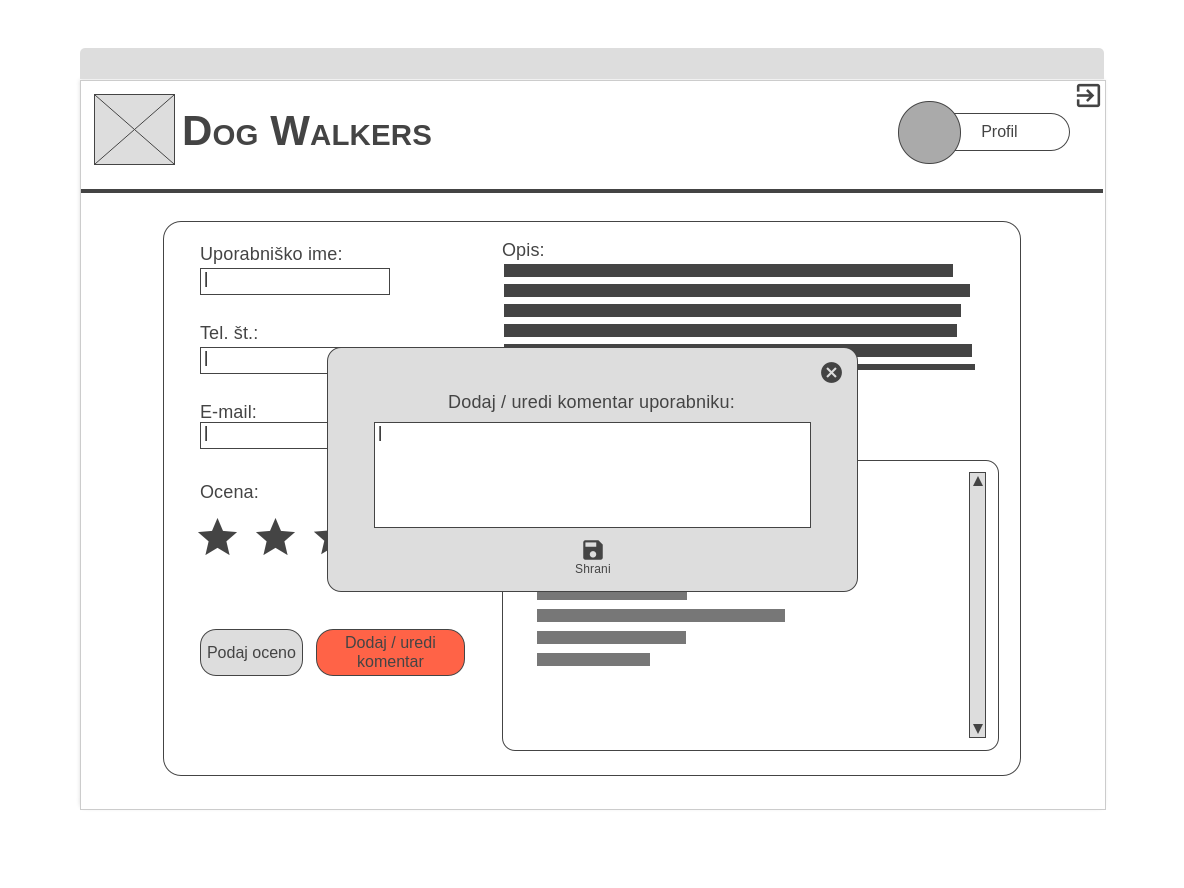 Dog Walkers
Profil
Uporabniško ime:
Opis:
Tel. št.:
E-mail:
Dodaj / uredi komentar uporabniku:
Ocena:
Shrani
Podaj oceno
Dodaj / uredi
komentar